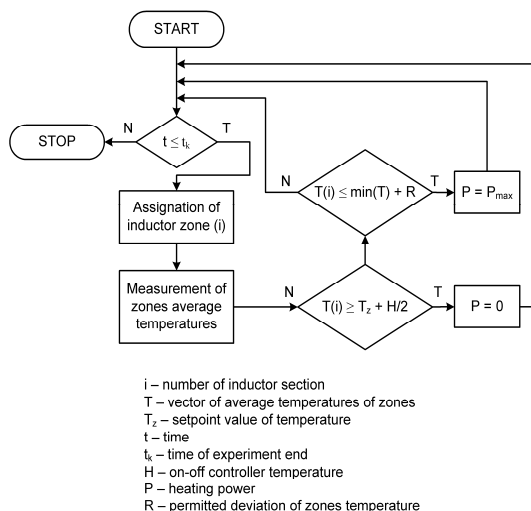 START
N
T
STOP
t ≤ tk
N
T
T(i) ≤ min(T) + R
P = Pmax
Assignation of
inductor zone (i)
Measurement of
zones average
temperatures
N
T
T(i) ≥ Tz + H/2
P = 0
i – number of inductor section
T – vector of average temperatures of zones
Tz – setpoint value of temperature
t – time
tk – time of experiment end
H – on-off controller temperature
P – heating power
R – permitted deviation of zones temperature